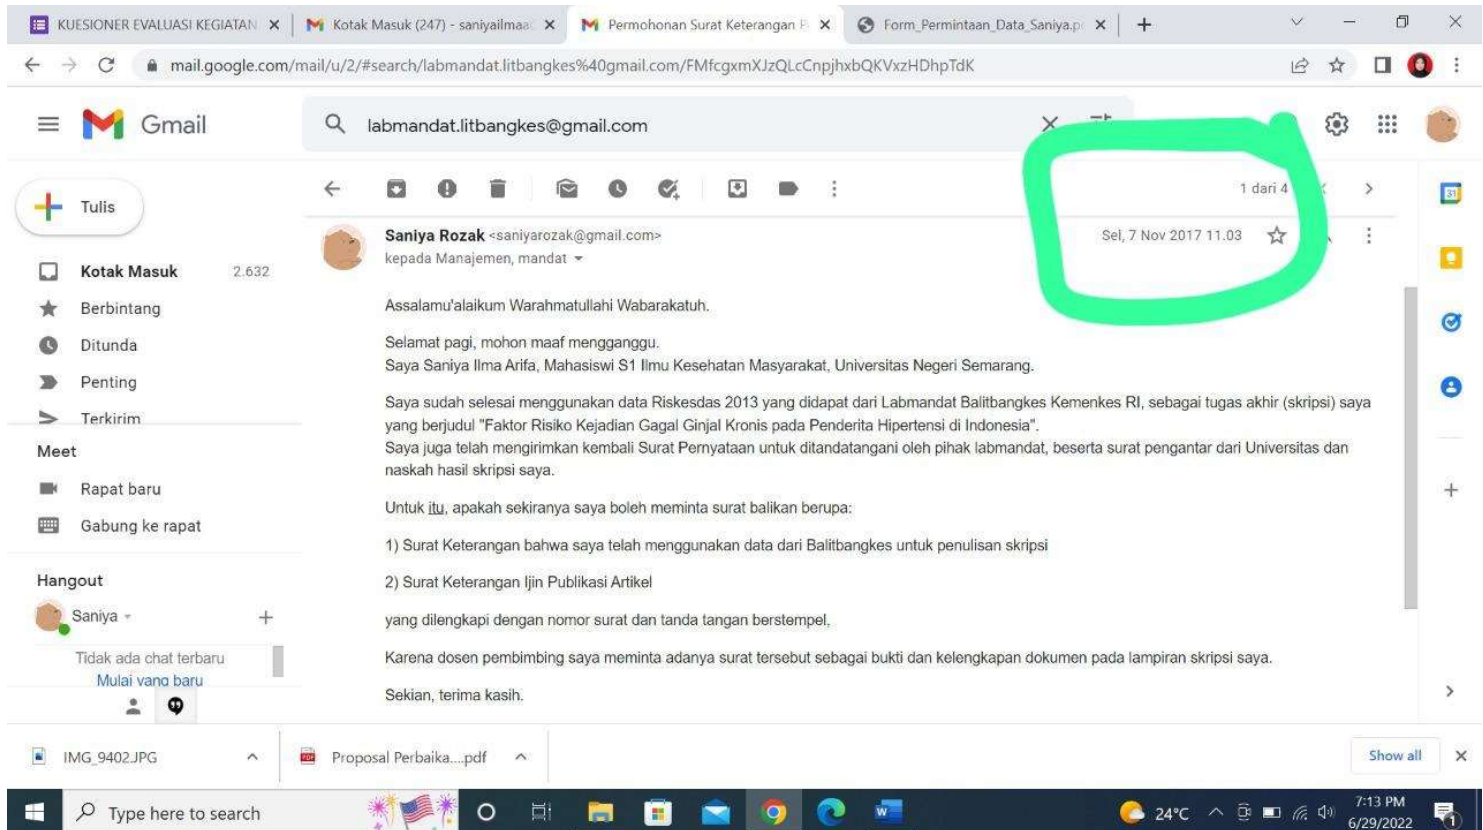 KUESIONER EVALUASI KEGIATAN
Kotak Masuk (247) - saniyailmaa
Permohonan Surat Keterangan P
Form_Permintaan_Data_Saniya.p
mail.google.com/mail/u/2/#search/labmandat.litbangkes%40gmail.com/FMfcgxmXJzQLcCnpjhxbQKVxzHDhpTdK
Gmail
labmandat.litbangkes@gmail.com
Tulis
1 dari 4
31
Saniya Rozak <saniyarozak@gmail.com>
Sel, 7 Nov 2017 11.03
kepada Manajemen, mandat
Kotak Masuk 2.632
Berbintang
Ditunda
Penting
Terkirim
Meet
Rapat baru
Gabung ke rapat
Hangout
Saniya
Tidak ada chat terbaru
Mulai yang baru
Assalamu'alaikum Warahmatullahi Wabarakatuh.
Selamat pagi, mohon maaf mengganggu.
Saya Saniya Ilma Arifa, Mahasiswi S1 Ilmu Kesehatan Masyarakat, Universitas Negeri Semarang.
Saya sudah selesai menggunakan data Riskesdas 2013 yang didapat dari Labmandat Balitbangkes Kemenkes RI, sebagai tugas akhir (skripsi) saya
yang berjudul "Faktor Risiko Kejadian Gagal Ginjal Kronis pada Penderita Hipertensi di Indonesia".
Saya juga telah mengirimkan kembali Surat Pernyataan untuk ditandatangani oleh pihak labmandat, beserta surat pengantar dari Universitas dan
naskah hasil skripsi saya.
Untuk itu, apakah sekiranya saya boleh meminta surat balikan berupa:
1) Surat Keterangan bahwa saya telah menggunakan data dari Balitbangkes untuk penulisan skripsi
2) Surat Keterangan Ijin Publikasi Artikel
yang dilengkapi dengan nomor surat dan tanda tangan berstempel,
Karena dosen pembimbing saya meminta adanya surat tersebut sebagai bukti dan kelengkapan dokumen pada lampiran skripsi saya.
Sekian, terima kasih.
IMG_9402.JPG
Proposal Perbaika....pdf
Show all
Type here to search
24°C
7:13 PM
6/29/2022
1